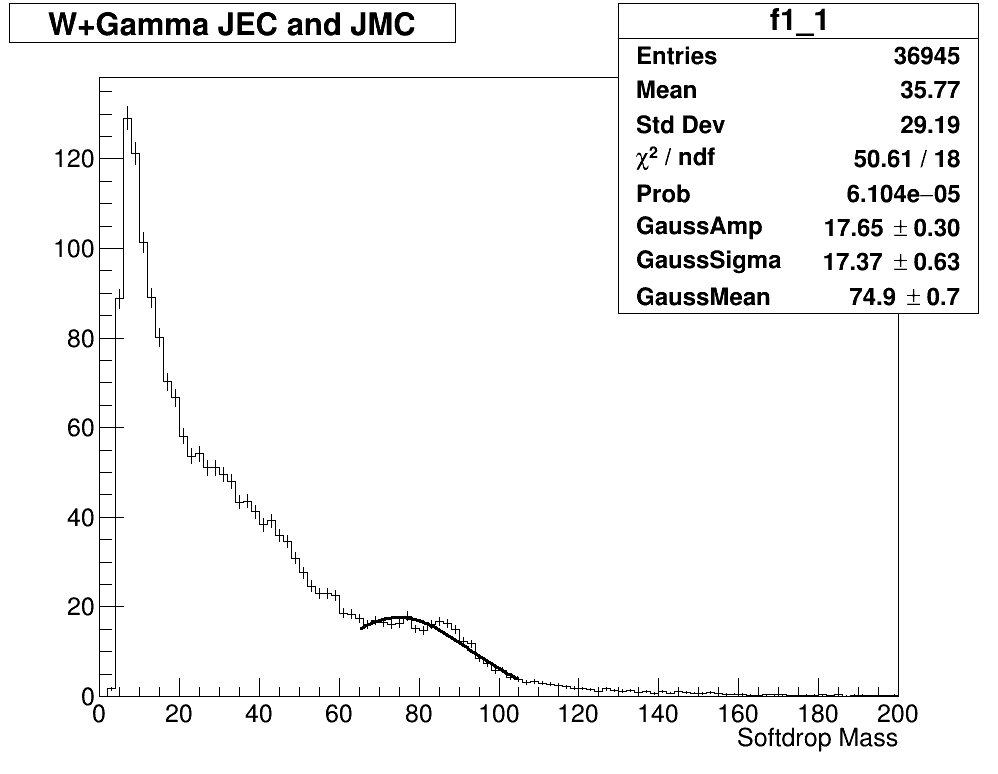 W+Gamma JEC and JMC
f1_1
Entries 36945
Mean 35.77
Std Dev 29.19
χ² / ndf 50.61 / 18
Prob 6.104e−05
GaussAmp 17.65 ± 0.30
GaussSigma 17.37 ± 0.63
GaussMean 74.9 ± 0.7
120
100
80
60
40
20
0
0 20 40 60 80 100 120 140 160 180 200
Softdrop Mass